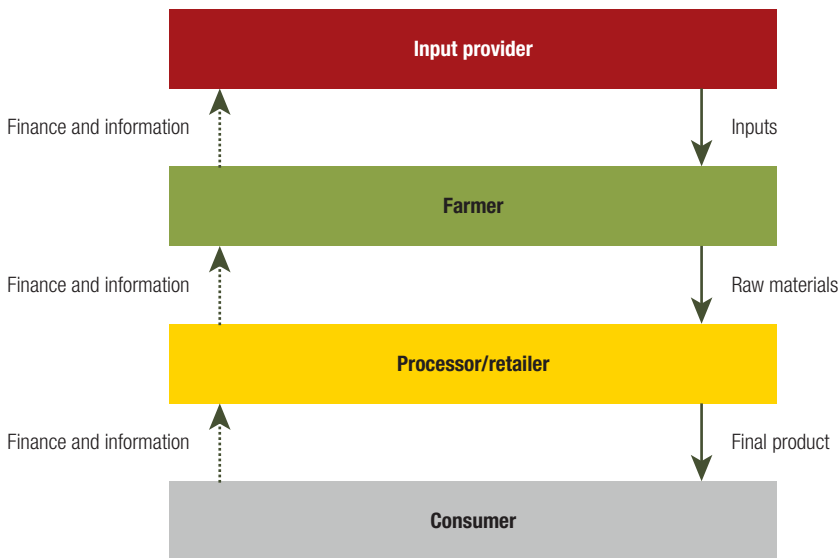 Input provider
Finance and information
Inputs
Farmer
Finance and information
Raw materials
Processor/retailer
Finance and information
Final product
Consumer